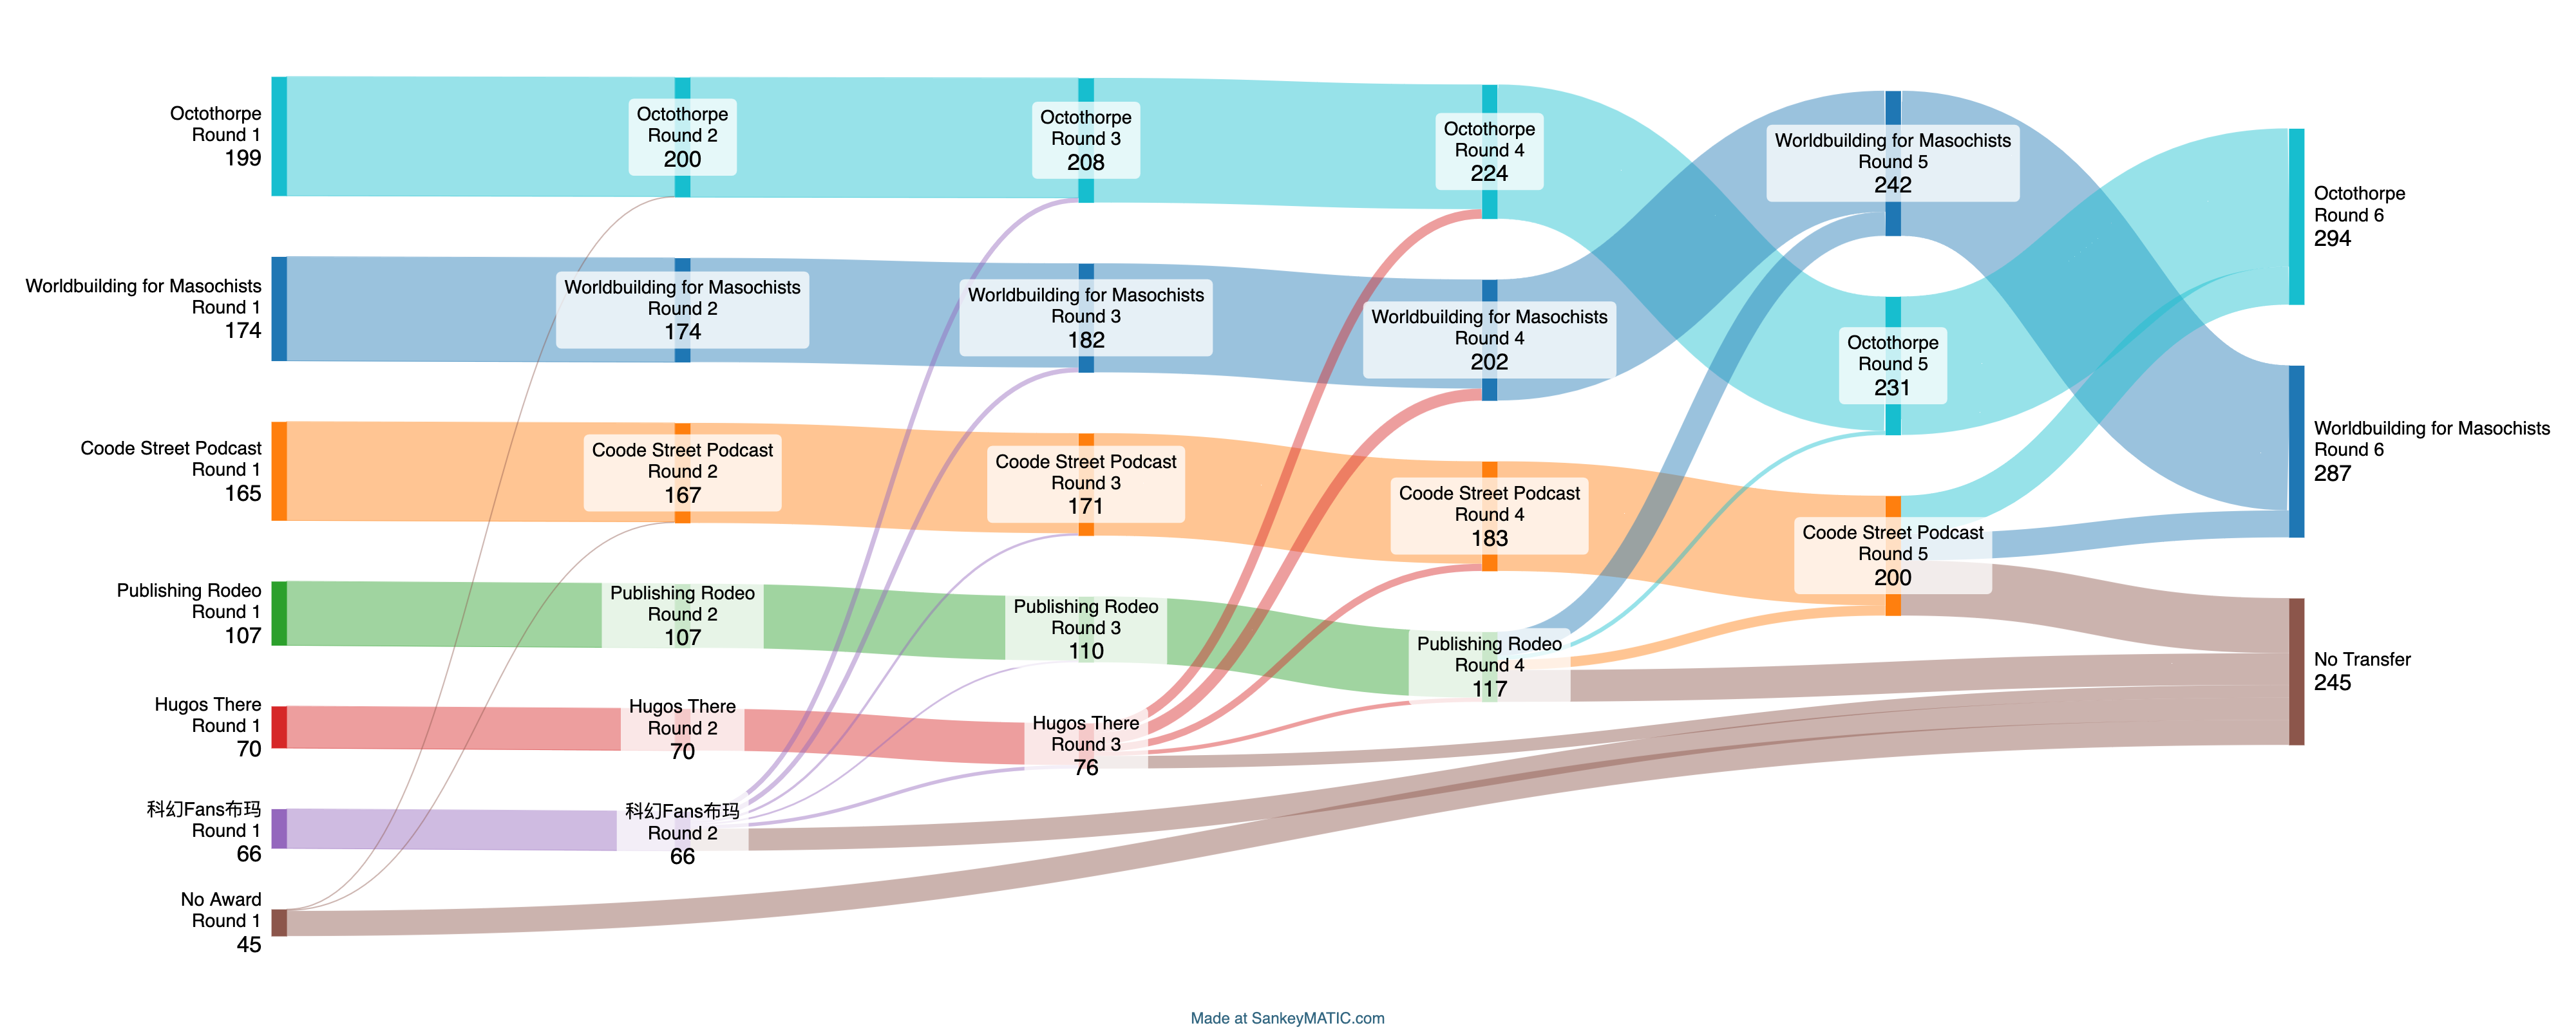 Octothorpe
Round 1
199
Worldbuilding for Masochists
Round 1
174
Coode Street Podcast
Round 1
165
Publishing Rodeo
Round 1
107
Hugos There
Round 1
70
科幻Fans布玛
Round 1
66
No Award
Round 1
45
Octothorpe
Round 2
200
Worldbuilding for Masochists
Round 2
174
Coode Street Podcast
Round 2
167
Publishing Rodeo
Round 2
107
Hugos There
Round 2
70
科幻Fans布玛
Round 2
66
Octothorpe
Round 3
208
Worldbuilding for Masochists
Round 3
182
Coode Street Podcast
Round 3
171
Publishing Rodeo
Round 3
110
Hugos There
Round 3
76
Octothorpe
Round 4
224
Worldbuilding for Masochists
Round 4
202
Coode Street Podcast
Round 4
183
Publishing Rodeo
Round 4
117
Worldbuilding for Masochists
Round 5
242
Octothorpe
Round 5
231
Coode Street Podcast
Round 5
200
Octothorpe
Round 6
294
Worldbuilding for Masochists
Round 6
287
No Transfer
245
Made at SankeyMATIC.com